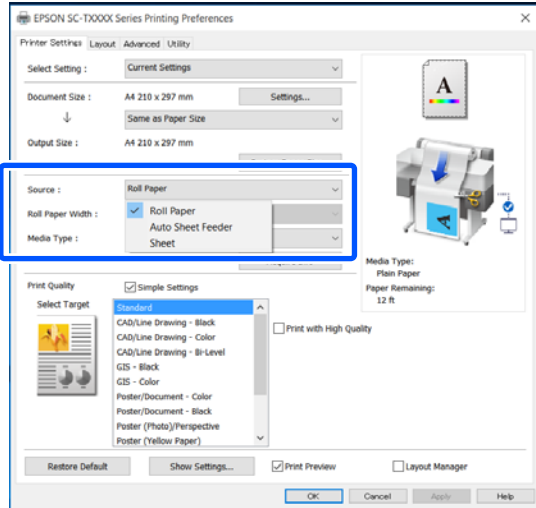 EPSON SC-TXXXX Series Printing Preferences
Printer Settings Layout Advanced Utility
Select Setting : Current Settings
Document Size : A4 210 x 297 mm Settings...
Same as Paper Size
Output Size : A4 210 x 297 mm
Source : Roll Paper
Roll Paper Width :
Roll Paper
Auto Sheet Feeder
Sheet
Media Type :
A
Media Type:
Plain Paper
Paper Remaining:
12 ft
Print Quality Simple Settings
Select Target
Standard
CAD/Line Drawing - Black
CAD/Line Drawing - Color
CAD/Line Drawing - Bi-Level
GIS - Black
GIS - Color
Poster/Document - Color
Poster/Document - Black
Poster (Photo)/Perspective
Poster (Yellow Paper)
Print with High Quality
Restore Default Show Settings... Print Preview Layout Manager
OK Cancel Apply Help